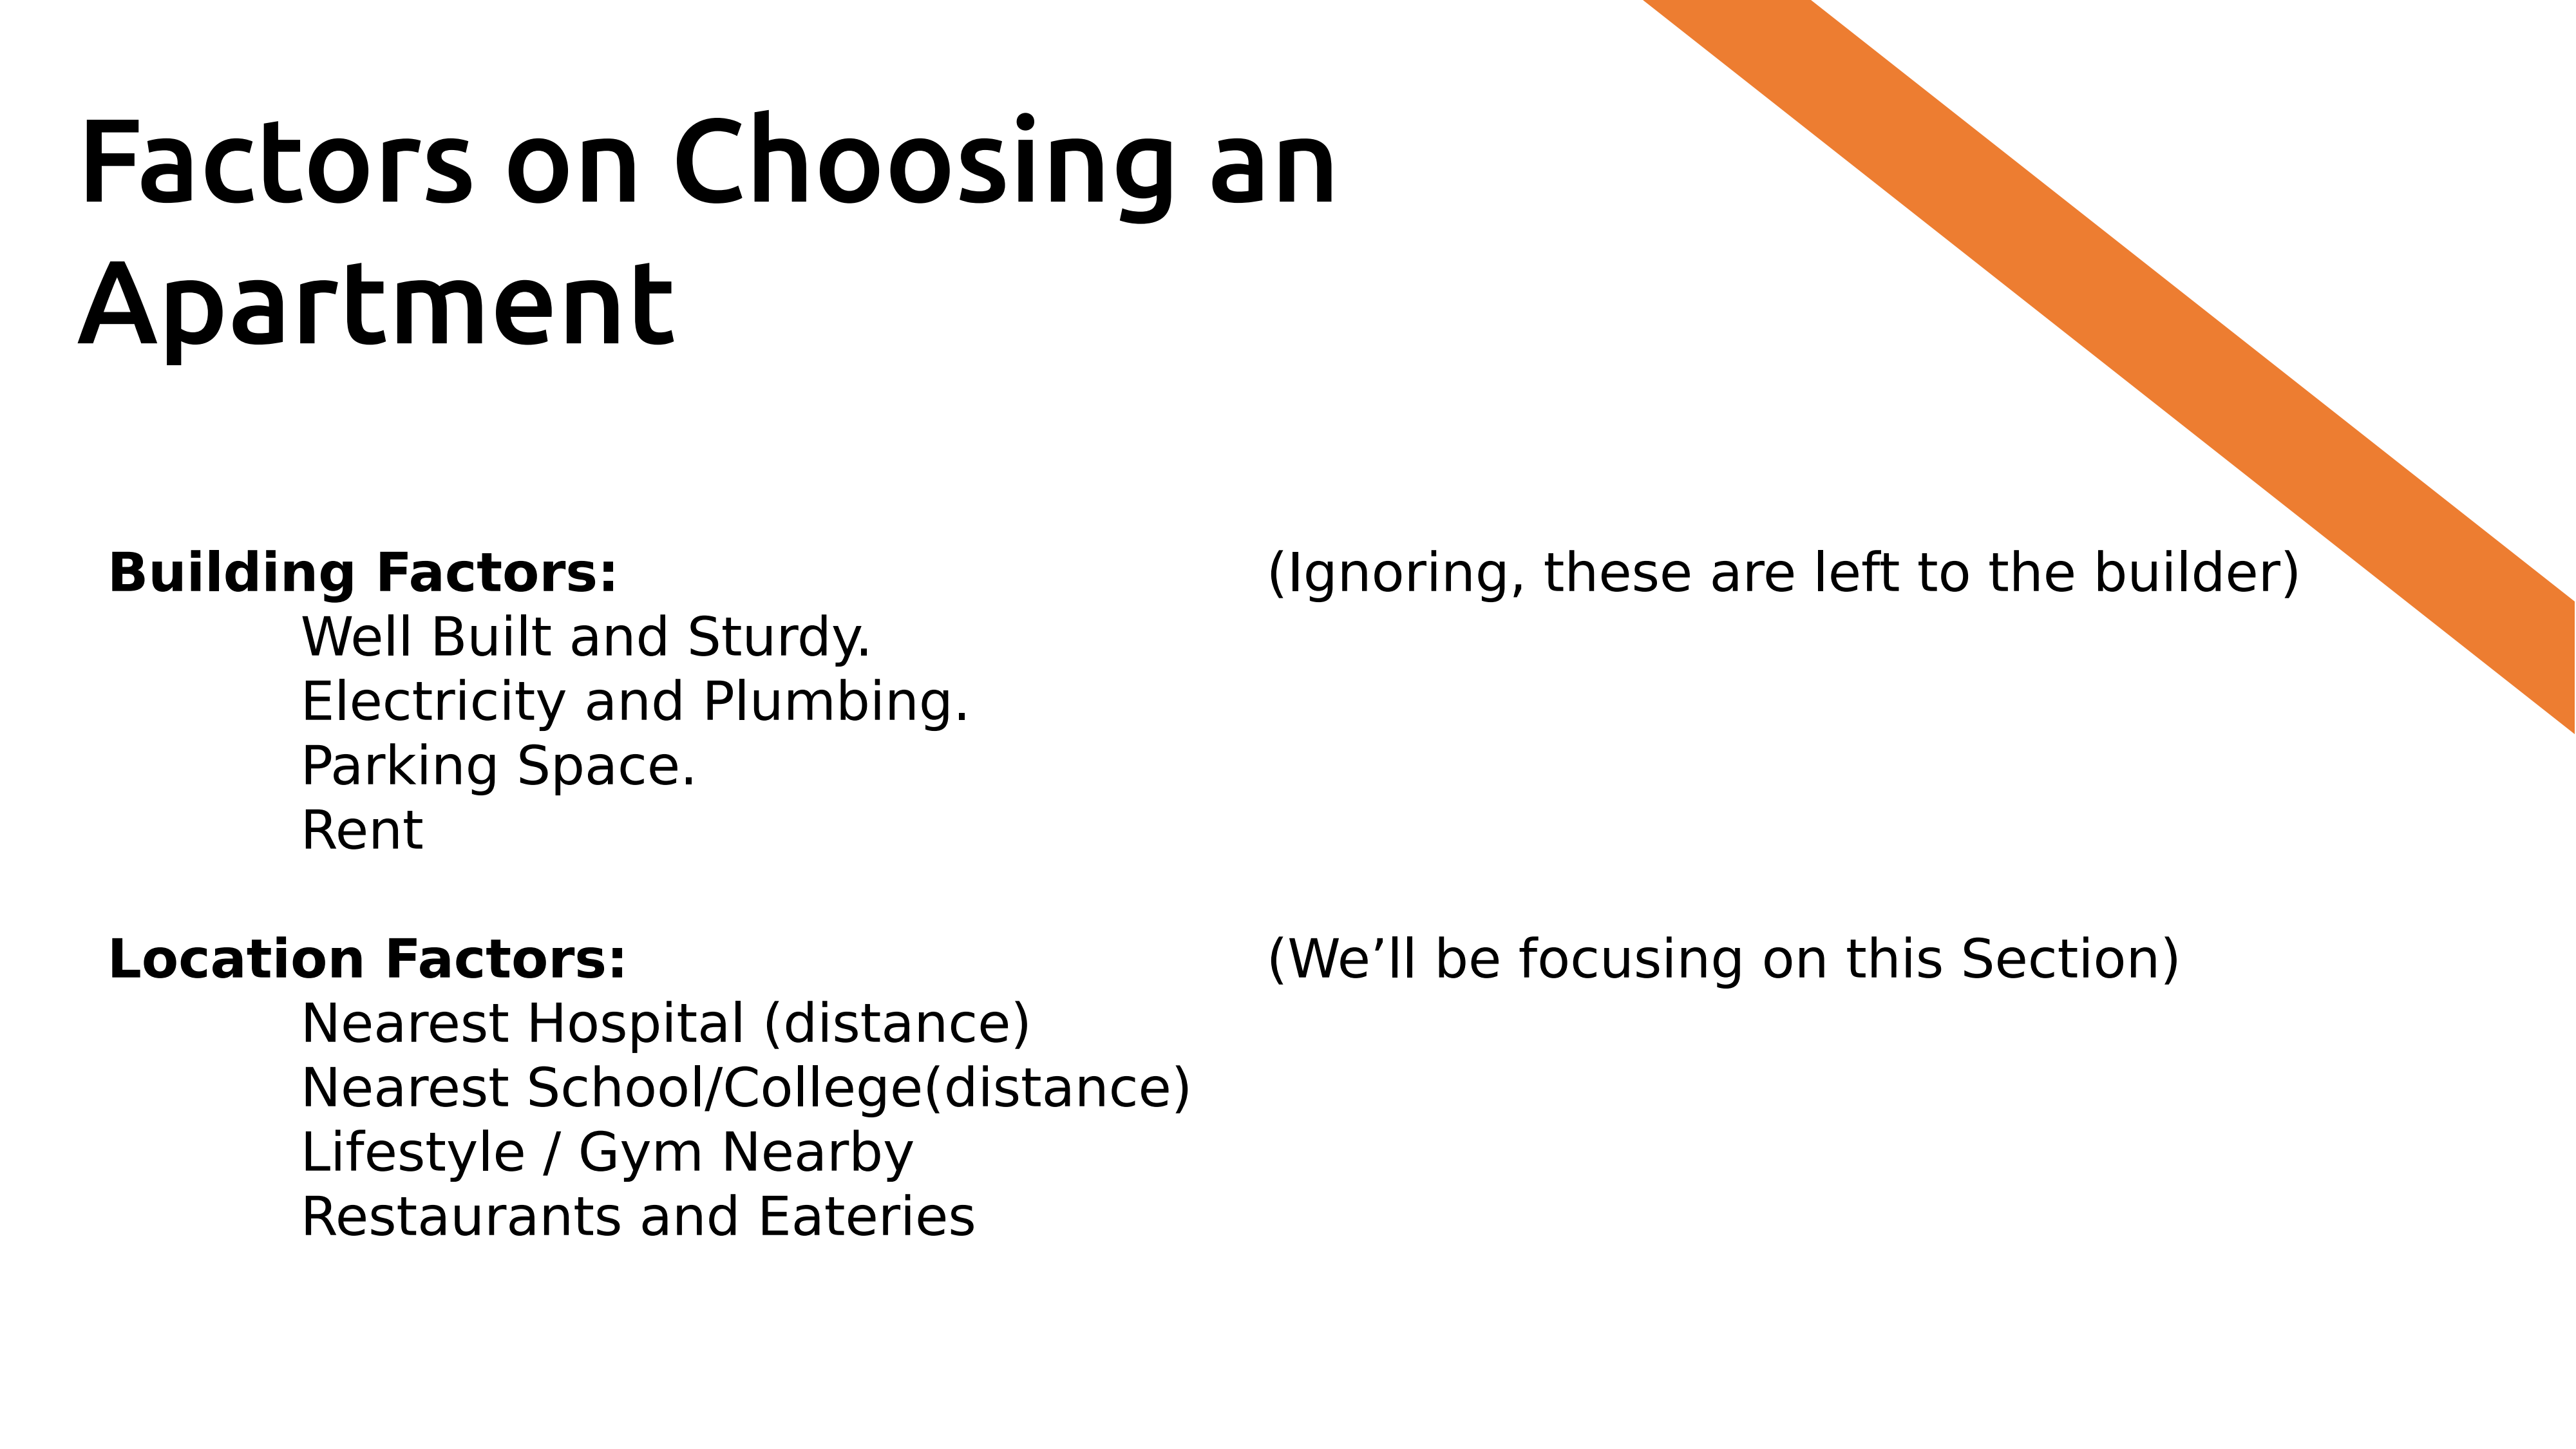 Factors on Choosing an
Apartment
Building Factors: (Ignoring, these are left to the builder)
Well Built and Sturdy.
Electricity and Plumbing.
Parking Space.
Rent
Location Factors: (We’ll be focusing on this Section)
Nearest Hospital (distance)
Nearest School/College(distance)
Lifestyle / Gym Nearby
Restaurants and Eateries